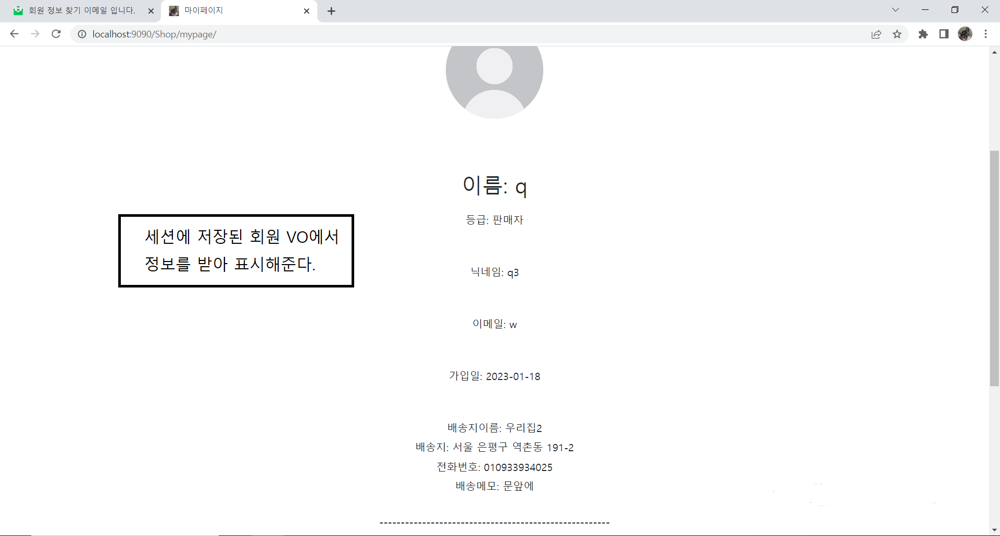 회원 정보 찾기 이메일 입니다.
마이페이지
localhost:9090/Shop/mypage/
이름: q
등급: 판매자
세션에 저장된 회원 VO에서
정보를 받아 표시해준다.
닉네임: q3
이메일: w
가입일: 2023-01-18
배송지이름: 우리집2
배송지: 서울 은평구 역촌동 191-2
전화번호: 010933934025
배송메모: 문앞에